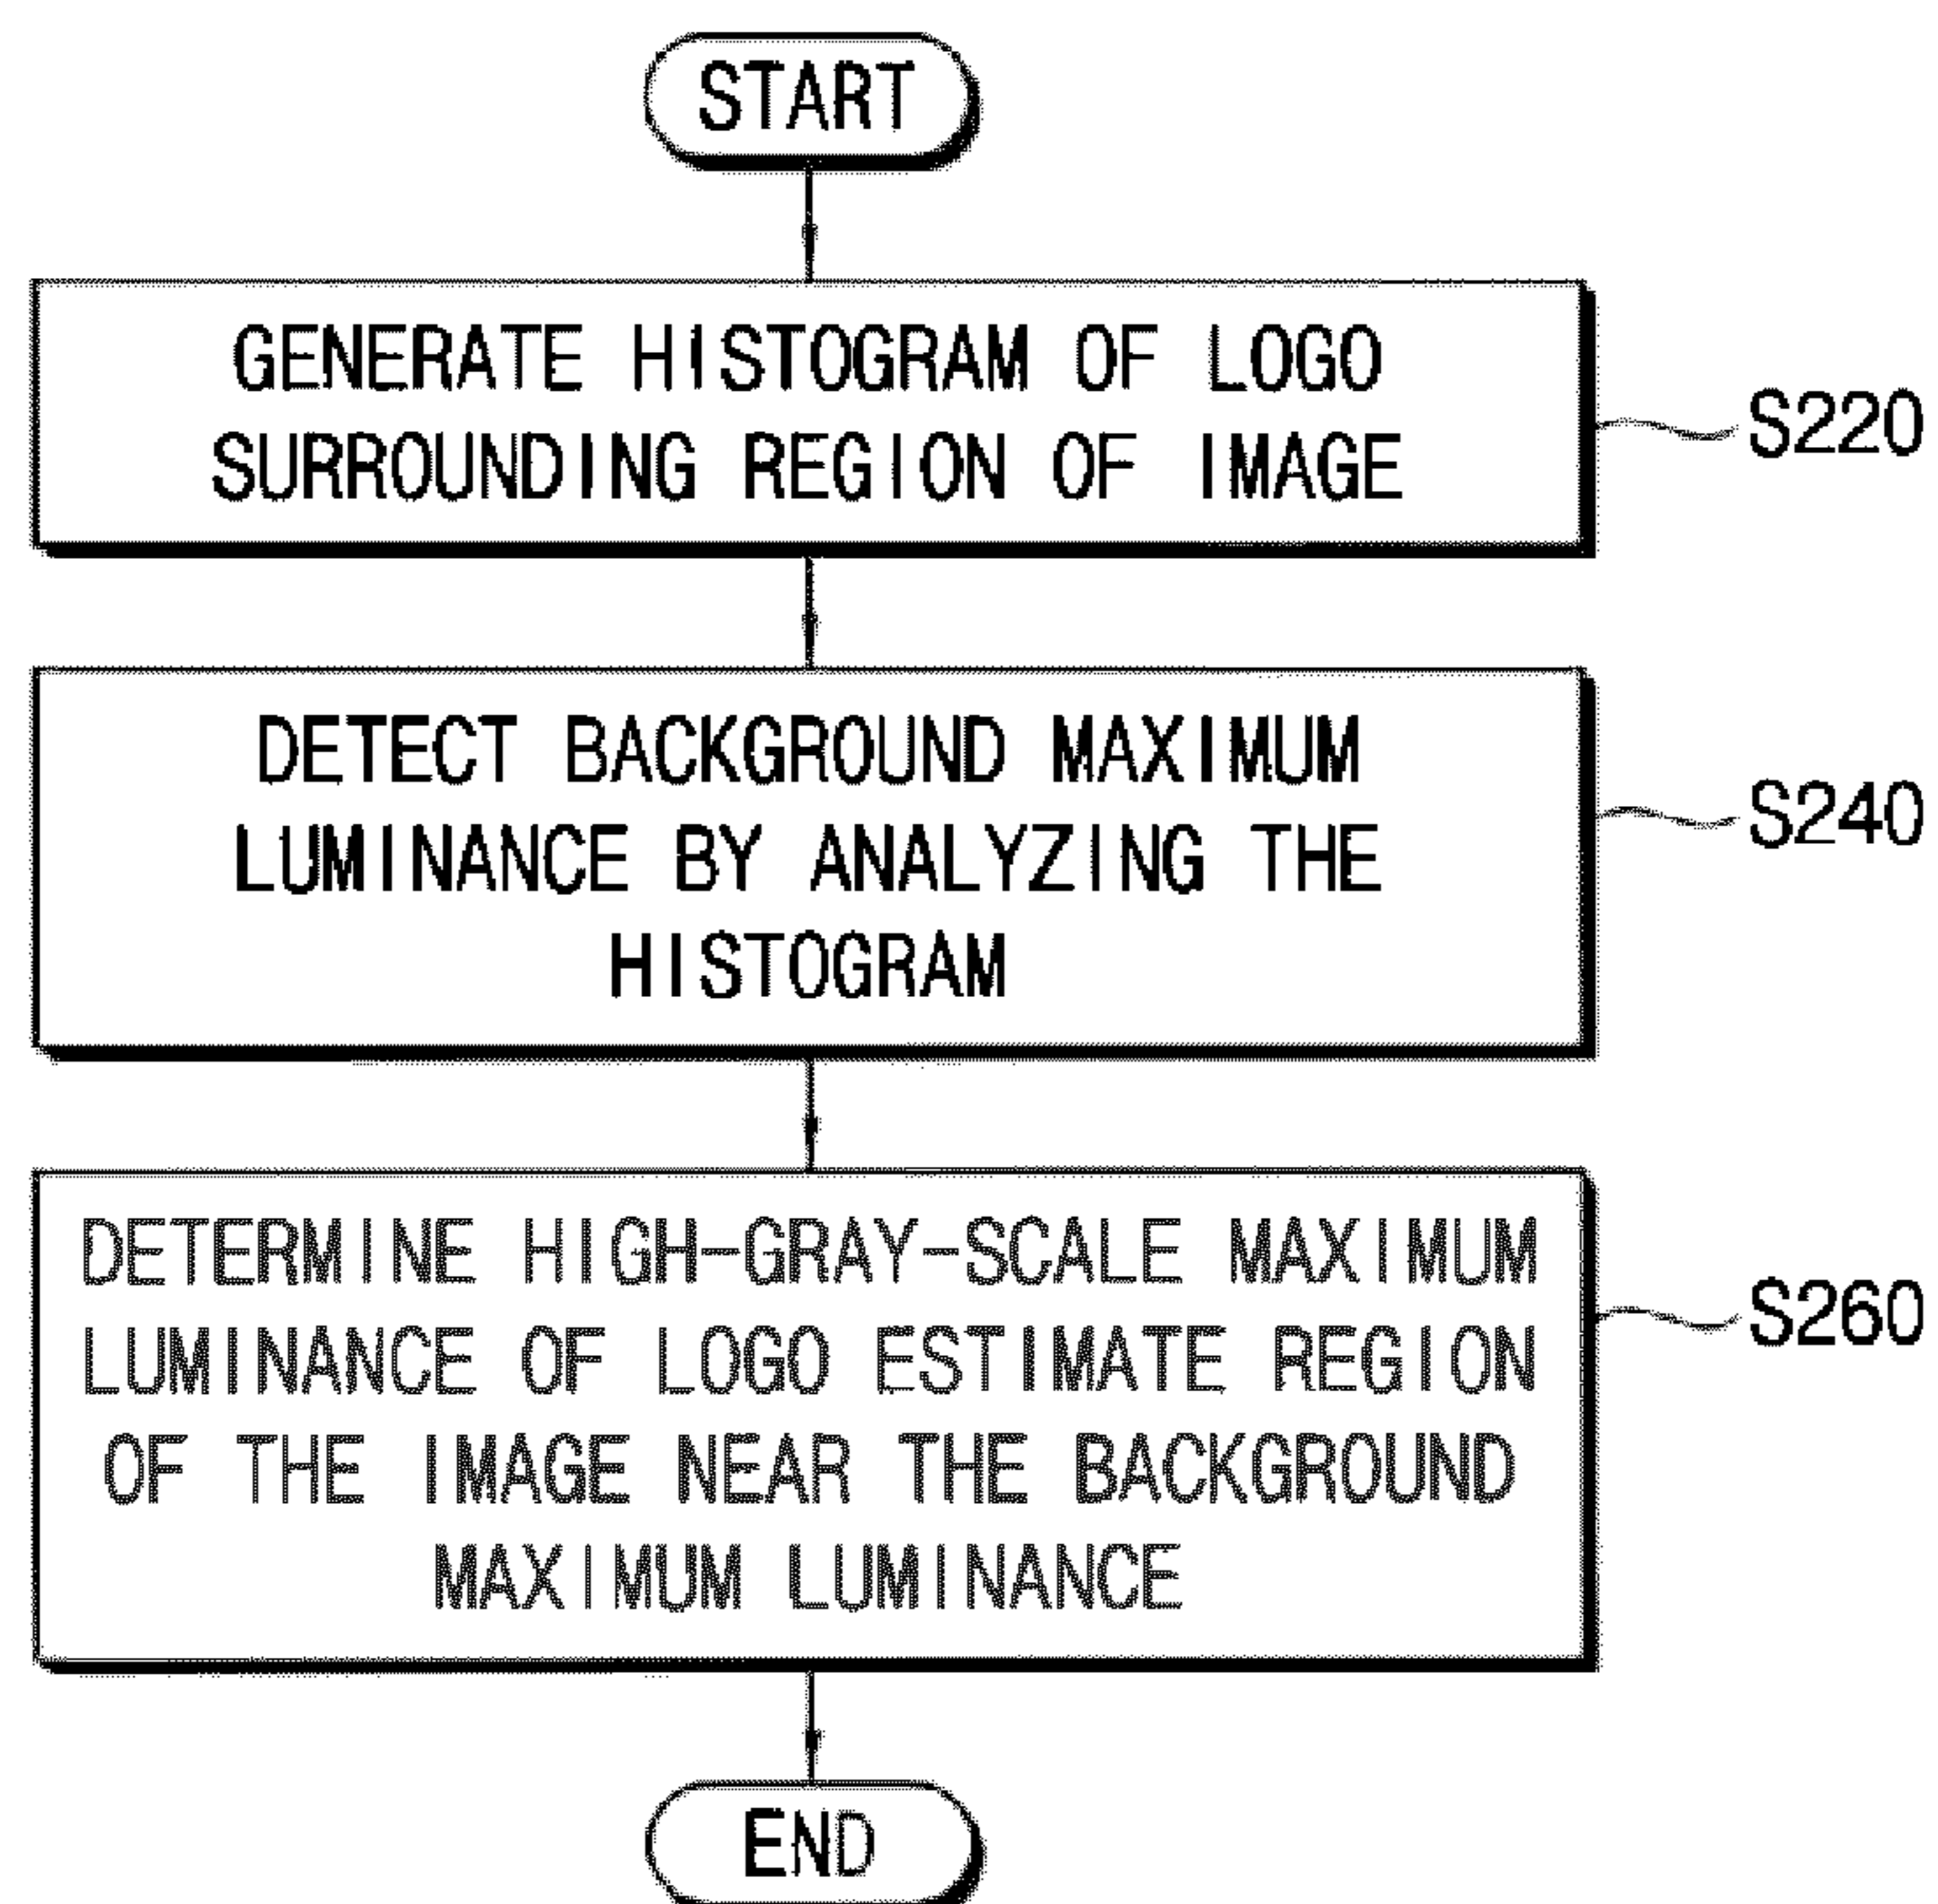 START
GENERATE HISTOGRAM OF LOGO
SURROUNDING REGION OF IMAGE
S220
DETECT BACKGROUND MAXIMUM
LUMINANCE BY ANALYZING THE
HISTOGRAM
S240
DETERMINE HIGH-GRAY-SCALE MAXIMUM
LUMINANCE OF LOGO ESTIMATE REGION
OF THE IMAGE NEAR THE BACKGROUND
MAXIMUM LUMINANCE
S260
END